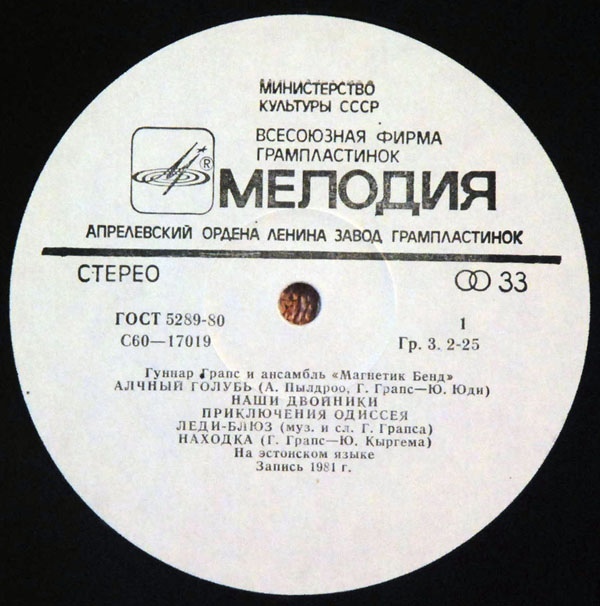 МИНИСТЕРСТВО
КУЛЬТУРЫ СССР
ВСЕСОЮЗНАЯ ФИРМА
ГРАМПЛАСТИНОК
® МЕЛОДИЯ
АПРЕЛЕВСКИЙ ОРДЕНА ЛЕНИНА ЗАВОД ГРАМПЛАСТИНОК
СТЕРЕО 33
ГОСТ 5289-80 1
С60—17019 Гр. 3. 2-25
Гуннар Грапс и ансамбль «Магнетик Бенд»
АЛЧНЫЙ ГОЛУБЬ (А. Пылдроо, Г. Грапс—Ю. Юди)
НАШИ ДВОЙНИКИ
ПРИКЛЮЧЕНИЯ ОДИССЕЯ
ЛЕДИ-БЛЮЗ (муз. и сл. Г. Грапса)
НАХОДКА (Г. Грапс—Ю. Кыргема)
На эстонском языке
Запись 1981 г.